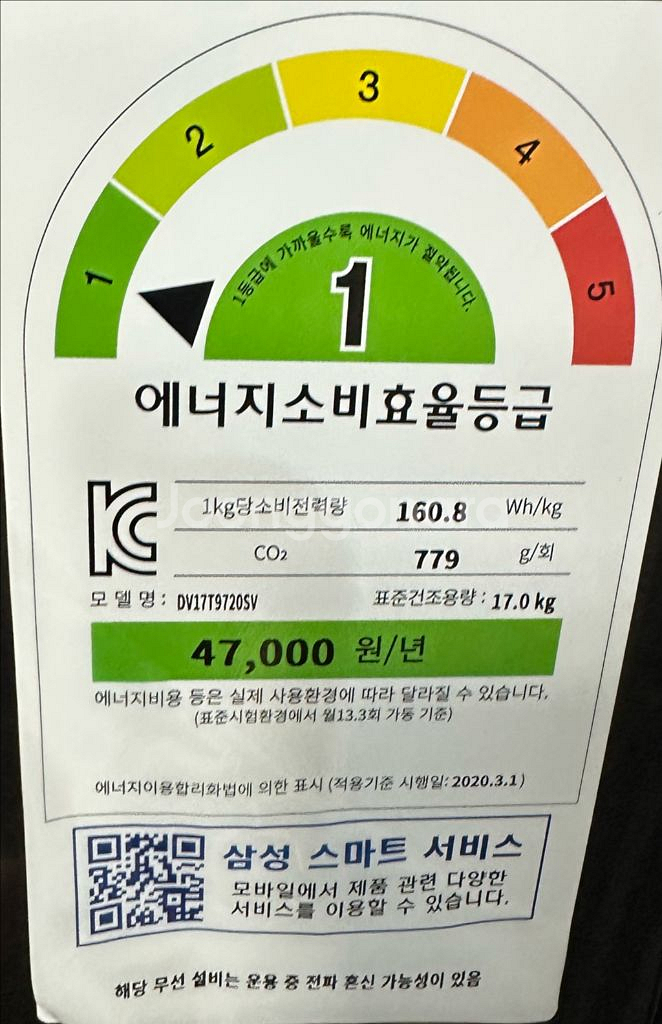 1
2
3
4
5
1등급에 가까울수록 에너지가 절약됩니다.
1
에너지소비효율등급
1kg당소비전력량 160.8 Wh/kg
CO₂ 779 g/회
모 델 명 : DV17T9720SV 표준건조용량 : 17.0 kg
47,000 원/년
에너지비용 등은 실제 사용환경에 따라 달라질 수 있습니다.
(표준시험환경에서 월13.3회 가동 기준)
에너지이용합리화법에 의한 표시 (적용기준 시행일: 2020.3.1)
삼성 스마트 서비스
모바일에서 제품 관련 다양한
서비스를 이용할 수 있습니다.
해당 무선 설비는 운용 중 전파 혼신 가능성이 있음